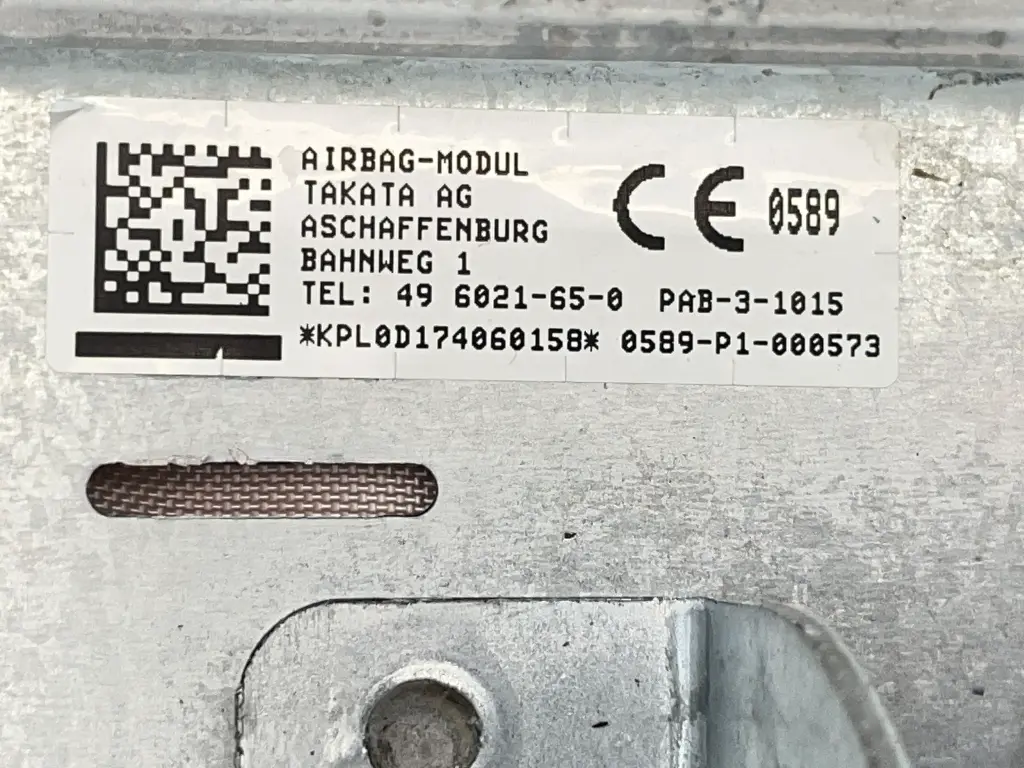 AIRBAG-MODUL
TAKATA AG
ASCHAFFENBURG
BAHNWEG 1
TEL: 49 6021-65-0 PAB-3-1015
*KPL0D174060158* 0589-P1-000573
CE 0589